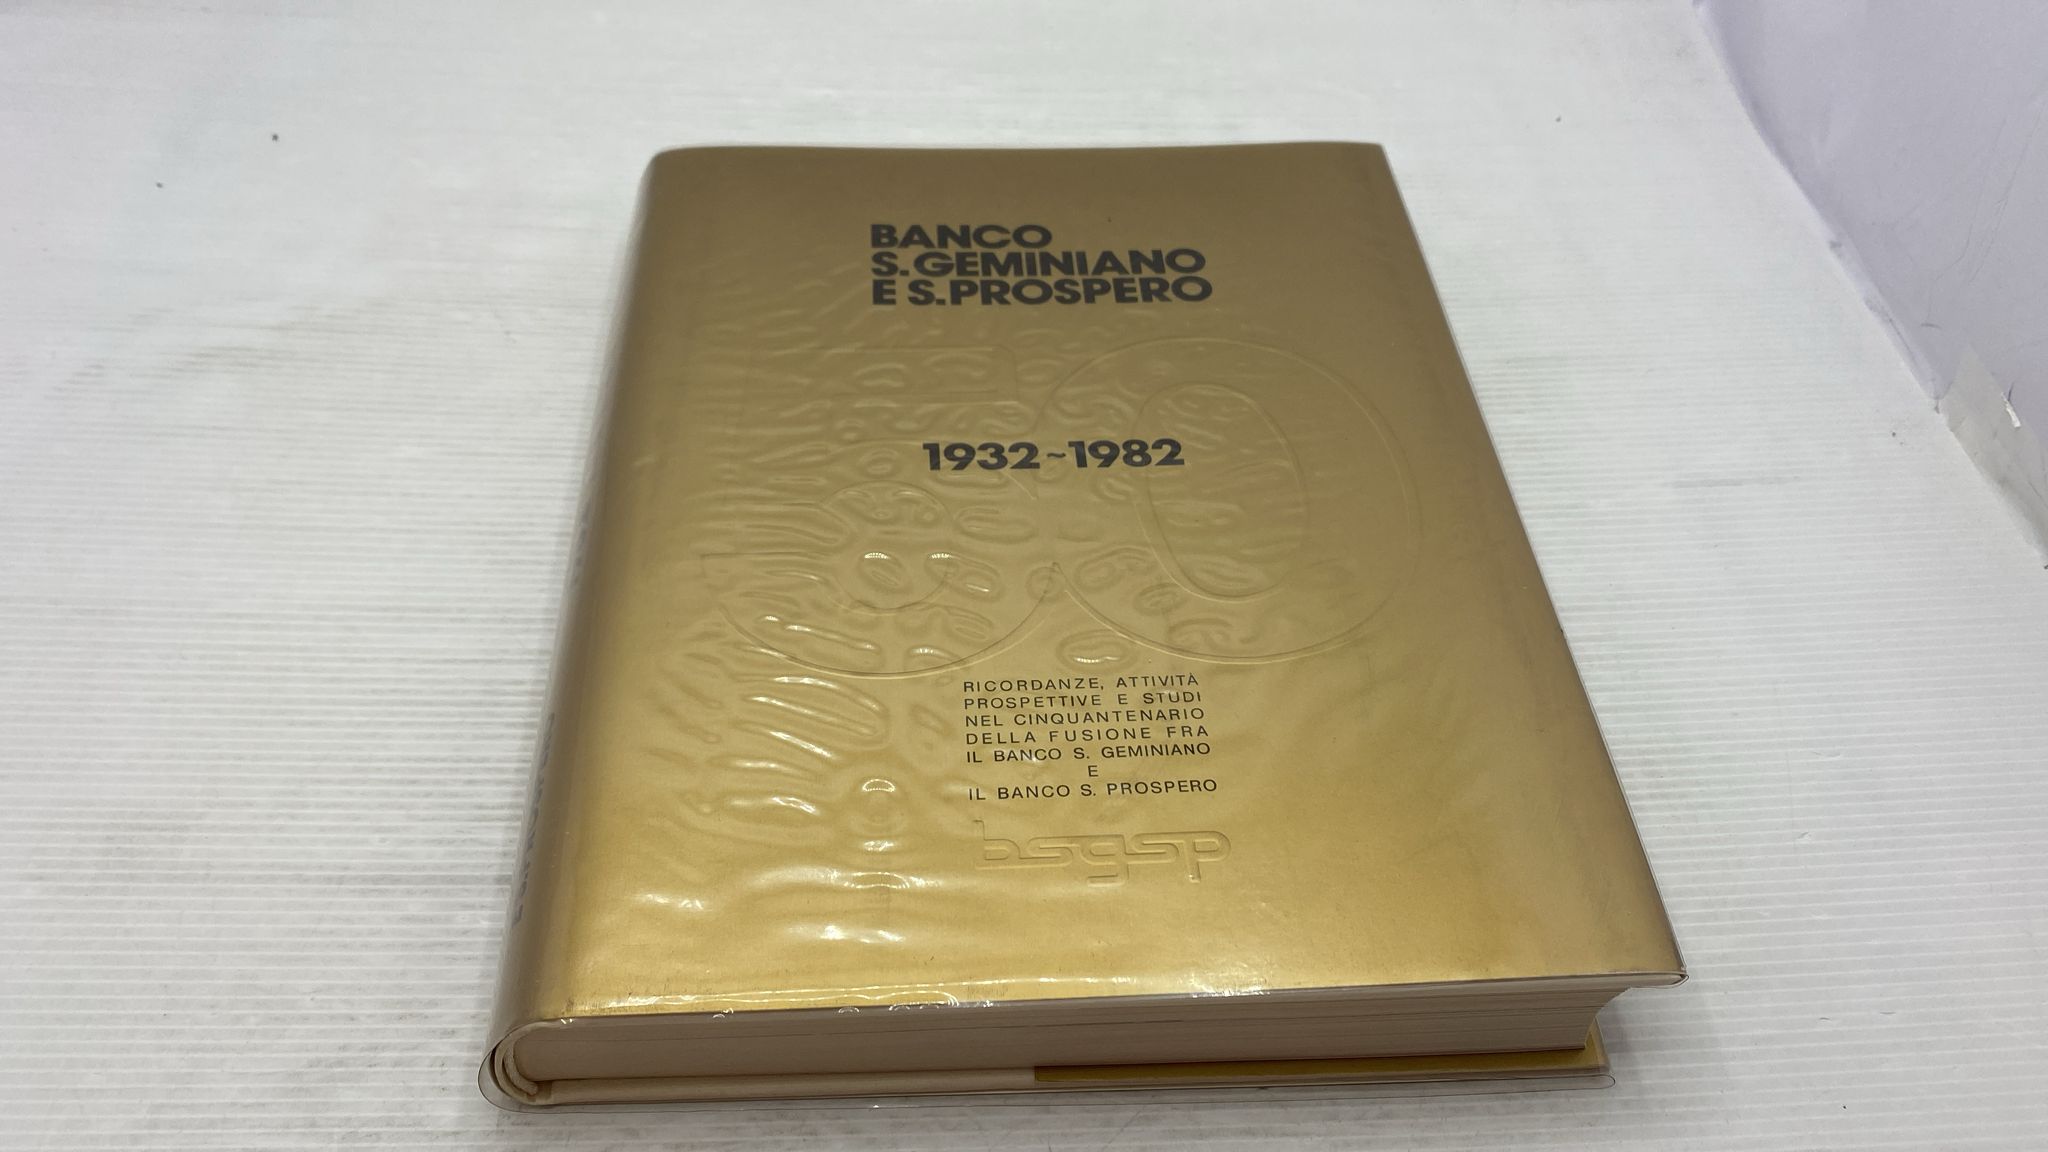 BANCO
S.GEMINIANO
E S.PROSPERO
50
1932~1982
RICORDANZE, ATTIVITÀ
PROSPETTIVE E STUDI
NEL CINQUANTENARIO
DELLA FUSIONE FRA
IL BANCO S. GEMINIANO
E
IL BANCO S. PROSPERO
bsgsp